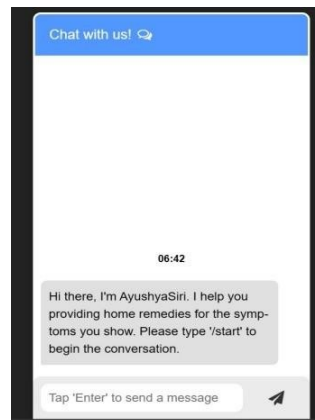 Chat with us!
06:42
Hi there, I'm AyushyaSiri. I help you
providing home remedies for the symp-
toms you show. Please type '/start' to
begin the conversation.
Tap 'Enter' to send a message